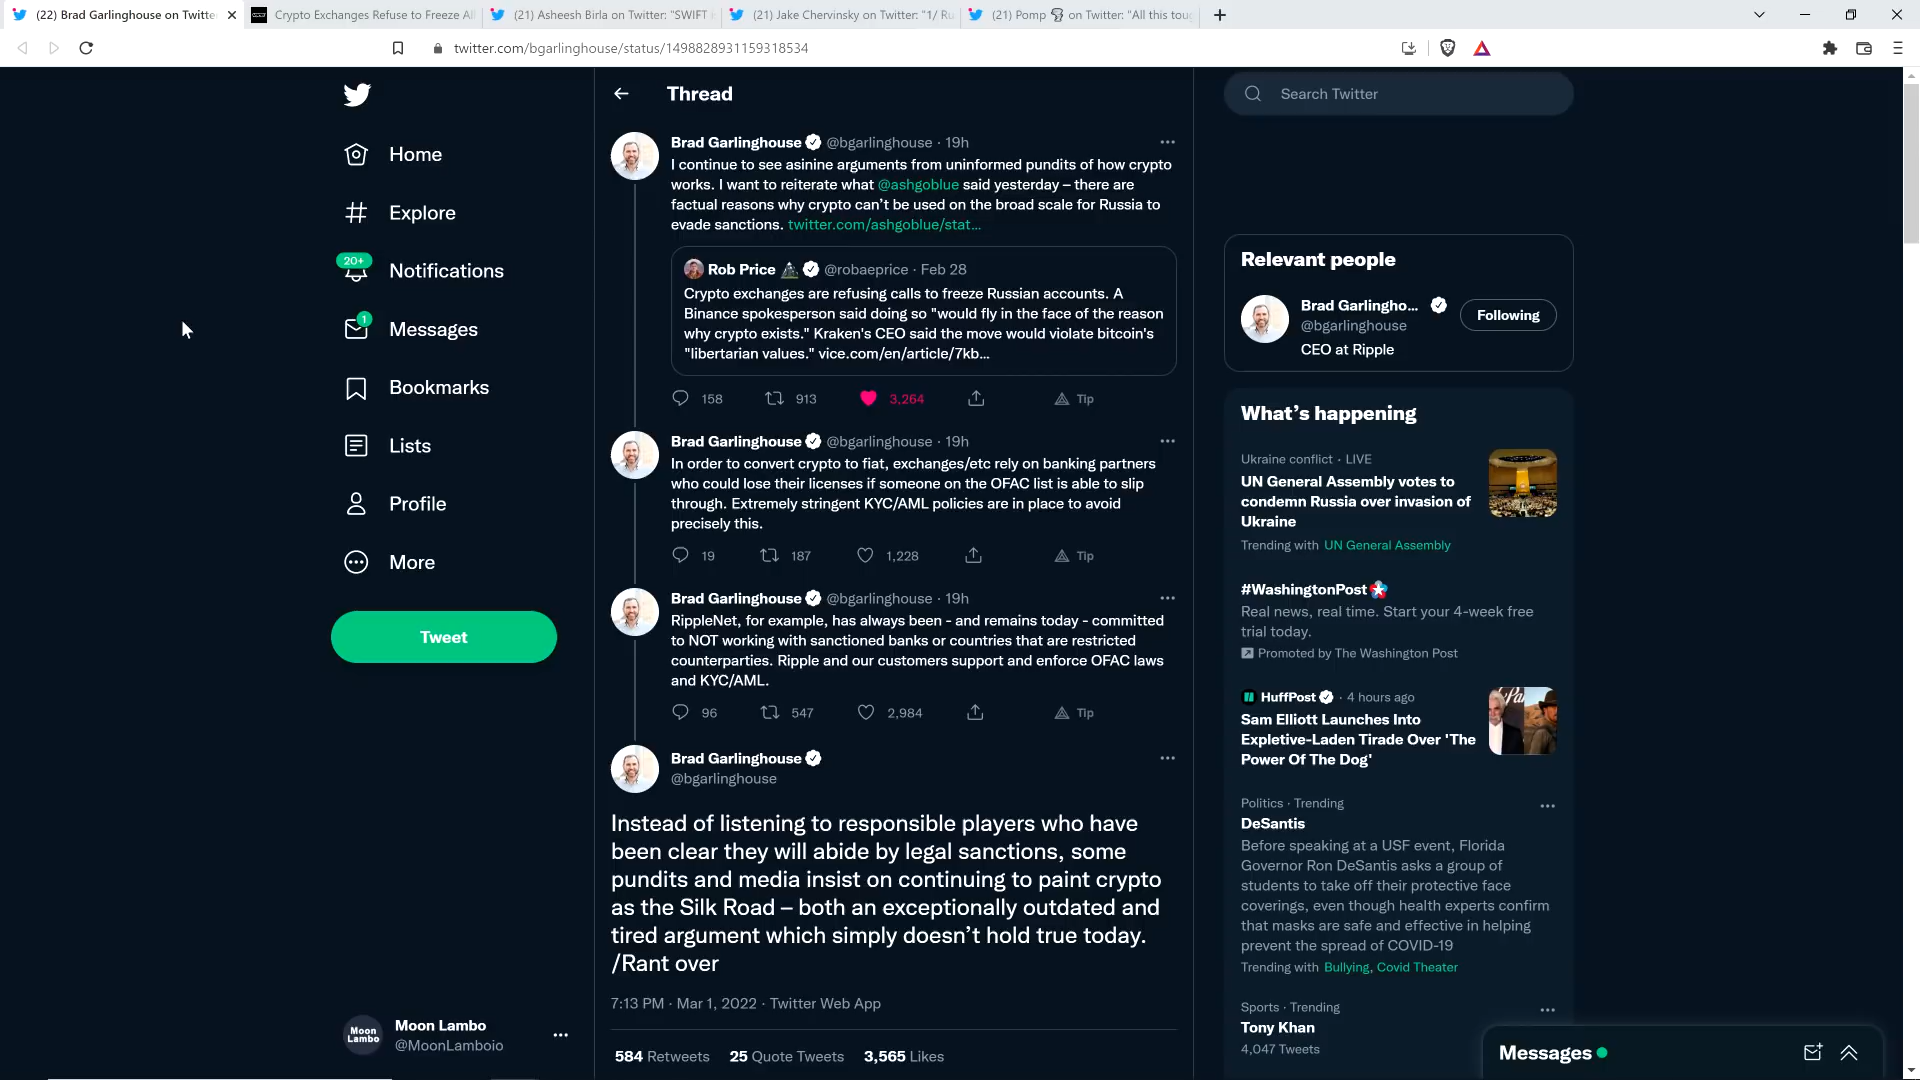 (22) Brad Garlinghouse on Twitte
Crypto Exchanges Refuse to Freeze All
(21) Asheesh Birla on Twitter: "SWIFT i
(21) Jake Chervinsky on Twitter: "1/ Ru
(21) Pomp 🌪 on Twitter: "All this toug
twitter.com/bgarlinghouse/status/1498828931159318534
Home
Explore
20+
Notifications
1
Messages
Bookmarks
Lists
Profile
More
Tweet
Moon Lambo
Moon Lambo
@MoonLamboio
Thread
Brad Garlinghouse @bgarlinghouse · 19h
I continue to see asinine arguments from uninformed pundits of how crypto
works. I want to reiterate what @ashgoblue said yesterday – there are
factual reasons why crypto can't be used on the broad scale for Russia to
evade sanctions. twitter.com/ashgoblue/stat...
Rob Price @robaeprice · Feb 28
Crypto exchanges are refusing calls to freeze Russian accounts. A
Binance spokesperson said doing so "would fly in the face of the reason
why crypto exists." Kraken's CEO said the move would violate bitcoin's
"libertarian values." vice.com/en/article/7kb...
158 913 3,264 Tip
Brad Garlinghouse @bgarlinghouse · 19h
In order to convert crypto to fiat, exchanges/etc rely on banking partners
who could lose their licenses if someone on the OFAC list is able to slip
through. Extremely stringent KYC/AML policies are in place to avoid
precisely this.
19 187 1,228 Tip
Brad Garlinghouse @bgarlinghouse · 19h
RippleNet, for example, has always been - and remains today - committed
to NOT working with sanctioned banks or countries that are restricted
counterparties. Ripple and our customers support and enforce OFAC laws
and KYC/AML.
96 547 2,984 Tip
Brad Garlinghouse
@bgarlinghouse
Instead of listening to responsible players who have
been clear they will abide by legal sanctions, some
pundits and media insist on continuing to paint crypto
as the Silk Road – both an exceptionally outdated and
tired argument which simply doesn't hold true today.
/Rant over
7:13 PM · Mar 1, 2022 · Twitter Web App
584 Retweets 25 Quote Tweets 3,565 Likes
Search Twitter
Relevant people
Brad Garlingho...
@bgarlinghouse
Following
CEO at Ripple
What's happening
Ukraine conflict · LIVE
UN General Assembly votes to
condemn Russia over invasion of
Ukraine
Trending with UN General Assembly
#WashingtonPost
Real news, real time. Start your 4-week free
trial today.
Promoted by The Washington Post
HuffPost · 4 hours ago
Sam Elliott Launches Into
Expletive-Laden Tirade Over 'The
Power Of The Dog'
Politics · Trending
DeSantis
Before speaking at a USF event, Florida
Governor Ron DeSantis asks a group of
students to take off their protective face
coverings, even though health experts confirm
that masks are safe and effective in helping
prevent the spread of COVID-19
Trending with Bullying, Covid Theater
Sports · Trending
Tony Khan
4,047 Tweets
Messages